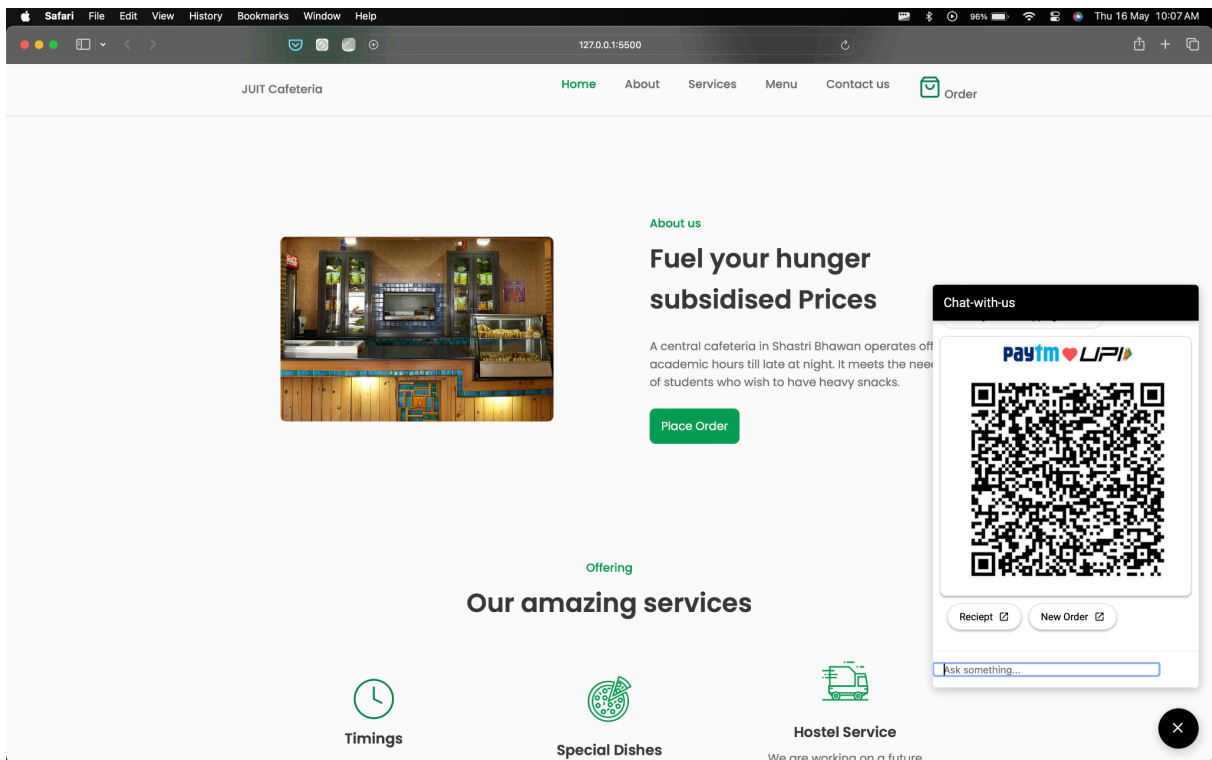 Safari File Edit View History Bookmarks Window Help 96% Thu 16 May 10:07 AM
127.0.0.1:5500
JUIT Cafeteria Home About Services Menu Contact us Order
About us
Fuel your hunger
subsidised Prices
A central cafeteria in Shastri Bhawan operates off
academic hours till late at night. It meets the need
of students who wish to have heavy snacks.
Place Order
Offering
Our amazing services
Timings
Special Dishes
Hostel Service
We are working on a future
Chat-with-us
paytm UPI
Reciept New Order
Ask something...